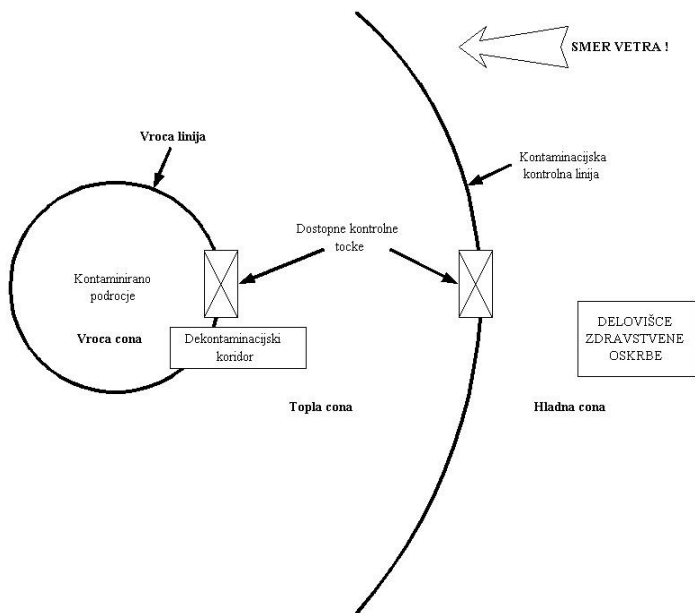 SMER VETRA !
Vroca linija
Kontaminacijska
kontrolna linija
Dostopne kontrolne
tocke
Kontaminirano
podrocje
Vroca cona
Dekontaminacijski
koridor
DELOVIŠCE
ZDRAVSTVENE
OSKRBE
Topla cona
Hladna cona